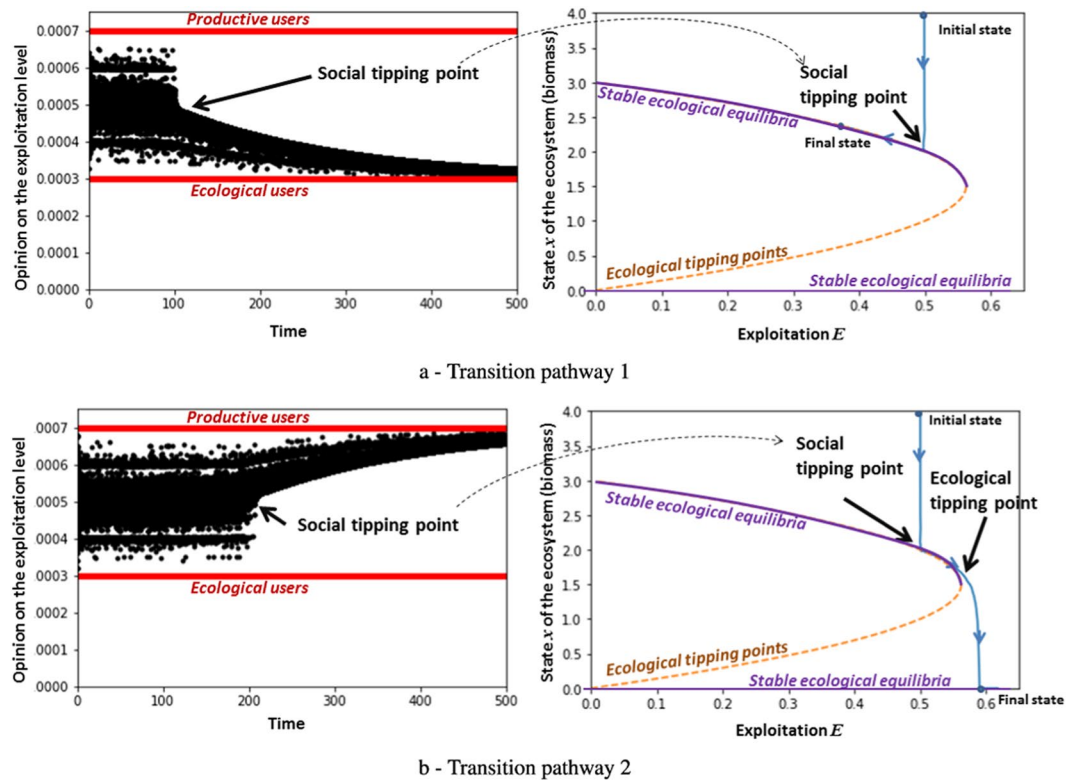 Productive users
Opinion on the exploitation level
0.0007
0.0006
0.0005
0.0004
0.0003
0.0002
0.0001
0.0000
Social tipping point
Ecological users
0
100
200
300
400
500
Time
State x of the ecosystem (biomass)
4.0
3.5
3.0
2.5
2.0
1.5
1.0
0.5
0.0
Initial state
Social
tipping point
Stable ecological equilibria
Final state
Ecological tipping points
Stable ecological equilibria
0.0
0.1
0.2
0.3
0.4
0.5
0.6
Exploitation E
a - Transition pathway 1
Productive users
Opinion on the exploitation level
0007
0006
0005
0004
0003
0002
0001
0000
Social tipping point
Ecological users
0
100
200
300
400
500
Time
State x of the ecosystem (biomass)
4.0
3.5
3.0
2.5
2.0
1.5
1.0
0.5
0.0
Initial state
Social
tipping point
Ecological
tipping point
Stable ecological equilibria
Ecological tipping points
Stable ecological equilibria
Final state
0.0
0.1
0.2
0.3
0.4
0.5
0.6
Exploitation E
b - Transition pathway 2